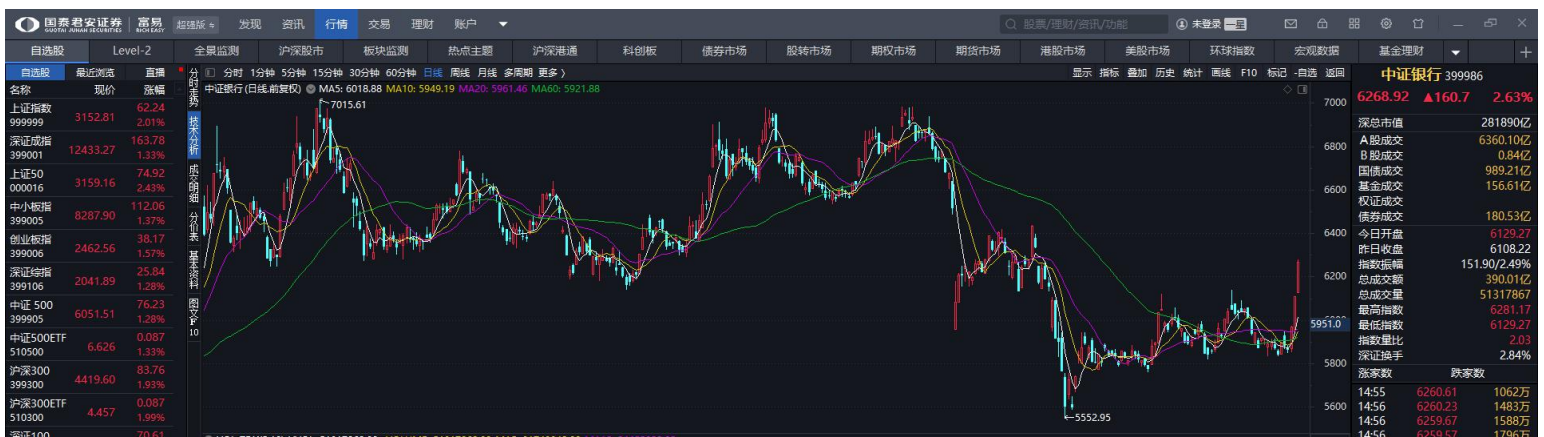 国泰君安证券 富易 超强版 发现 资讯 行情 交易 理财 账户 股票/理财/资讯/功能 未登录 一星
GUOTAI JUNAN SECURITIES RICH EASY
自选股 Level-2 全景监测 沪深股市 板块监测 热点主题 沪深港通 科创板 债券市场 股转市场 期权市场 期货市场 港股市场 美股市场 环球指数 宏观数据 基金理财
自选股 最近浏览 直播
名称 现价 涨幅
上证指数 3152.81 62.24
999999 2.01%
深证成指 12433.27 163.78
399001 1.33%
上证50 3159.16 74.92
000016 2.43%
中小板指 8287.90 112.06
399005 1.37%
创业板指 2462.56 38.17
399006 1.57%
深证综指 2041.89 25.84
399106 1.28%
中证 500 6051.51 76.23
399905 1.28%
中证500ETF 6.626 0.087
510500 1.33%
沪深300 4419.60 83.76
399300 1.93%
沪深300ETF 4.457 0.087
510300 1.99%
深证100 70.61
分时走势
技术分析
成交明细
分价表
基本资料
图文F10
分时 1分钟 5分钟 15分钟 30分钟 60分钟 日线 周线 月线 多周期 更多 〉 显示 指标 叠加 历史 统计 画线 F10 标记 -自选 返回
中证银行(日线.前复权) MA5: 6018.88 MA10: 5949.19 MA20: 5961.46 MA60: 5921.88
7015.61
5552.95
7000
6800
6600
6400
6200
5951.0
5800
5600
中证银行 399986
6268.92 ▲160.7 2.63%
深总市值 281890亿
A股成交 6360.10亿
B股成交 0.84亿
国债成交 989.21亿
基金成交 156.61亿
权证成交
债券成交 180.53亿
今日开盘 6129.27
昨日收盘 6108.22
指数振幅 151.90/2.49%
总成交额 390.01亿
总成交量 51317867
最高指数 6281.17
最低指数 6129.27
指数量比 2.03
深证换手 2.84%
涨家数 跌家数
14:55 6260.61 1062万
14:56 6260.23 1483万
14:56 6259.67 1588万
14:56 6259.57 1796万